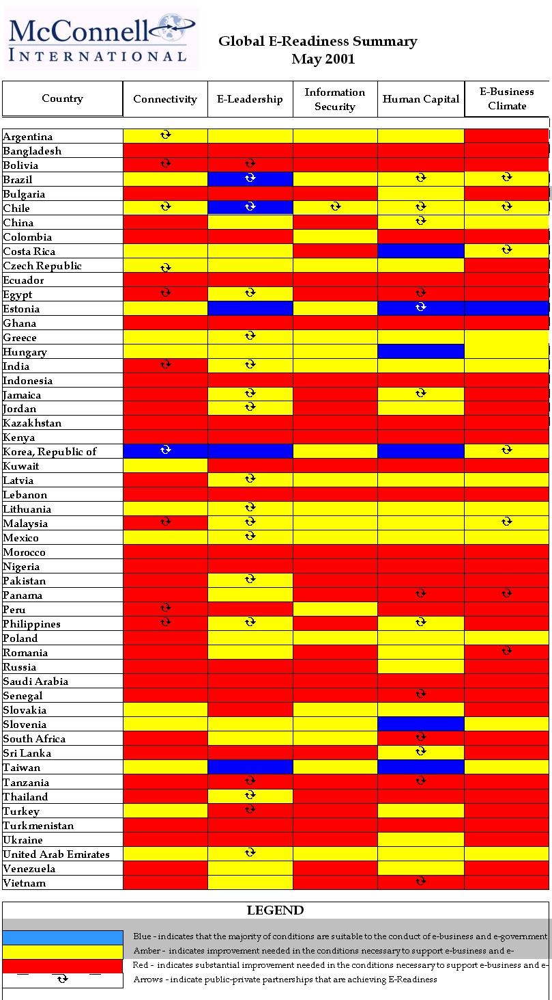 McConnell
INTERNATIONAL
Global E-Readiness Summary
May 2001
Country Connectivity E-Leadership Information Security Human Capital E-Business Climate
Argentina
Bangladesh
Bolivia
Brazil
Bulgaria
Chile
China
Colombia
Costa Rica
Czech Republic
Ecuador
Egypt
Estonia
Ghana
Greece
Hungary
India
Indonesia
Jamaica
Jordan
Kazakhstan
Kenya
Korea, Republic of
Kuwait
Latvia
Lebanon
Lithuania
Malaysia
Mexico
Morocco
Nigeria
Pakistan
Panama
Peru
Philippines
Poland
Romania
Russia
Saudi Arabia
Senegal
Slovakia
Slovenia
South Africa
Sri Lanka
Taiwan
Tanzania
Thailand
Turkey
Turkmenistan
Ukraine
United Arab Emirates
Venezuela
Vietnam
LEGEND
Blue - indicates that the majority of conditions are suitable to the conduct of e-business and e-government
Amber - indicates improvement needed in the conditions necessary to support e-business and e-
Red - indicates substantial improvement needed in the conditions necessary to support e-business and e-
Arrows - indicate public-private partnerships that are achieving E-Readiness